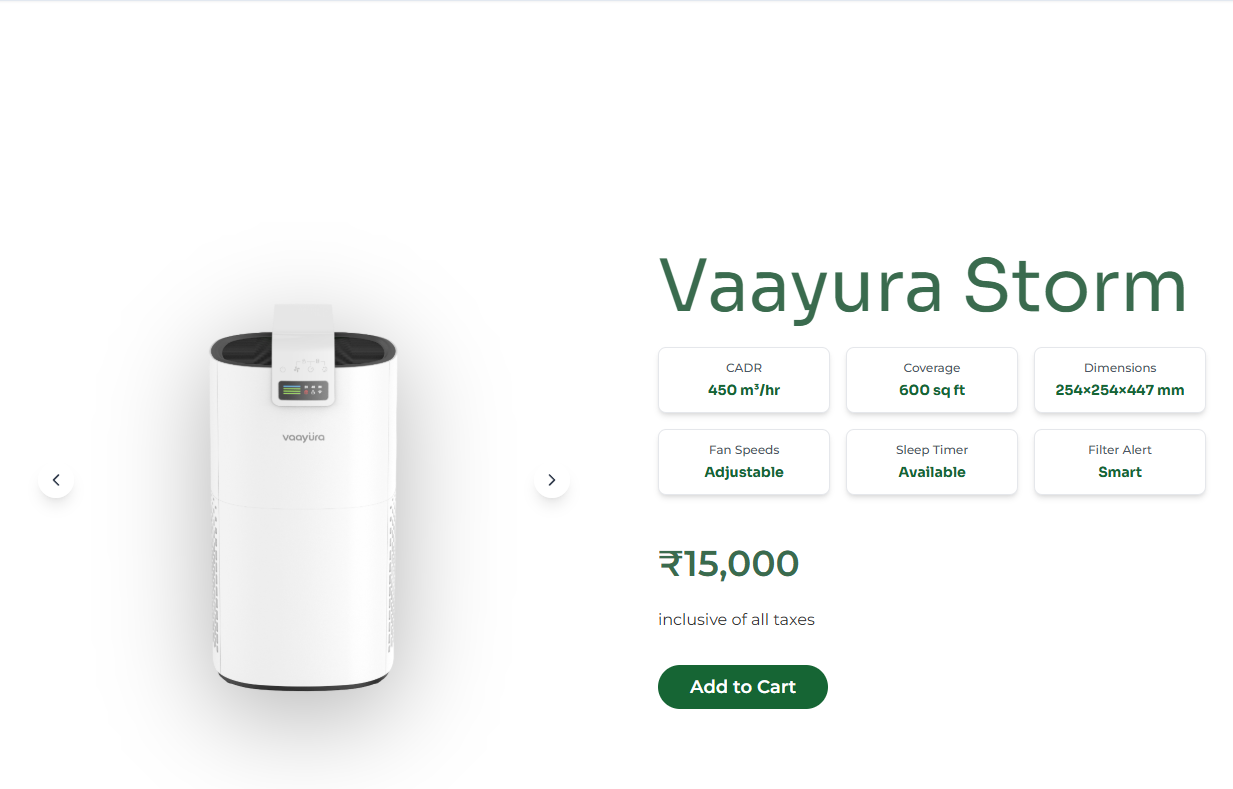 Vaayura Storm
CADR
450 m³/hr
Coverage
600 sq ft
Dimensions
254×254×447 mm
Fan Speeds
Adjustable
Sleep Timer
Available
Filter Alert
Smart
vaayüra
₹15,000
inclusive of all taxes
Add to Cart